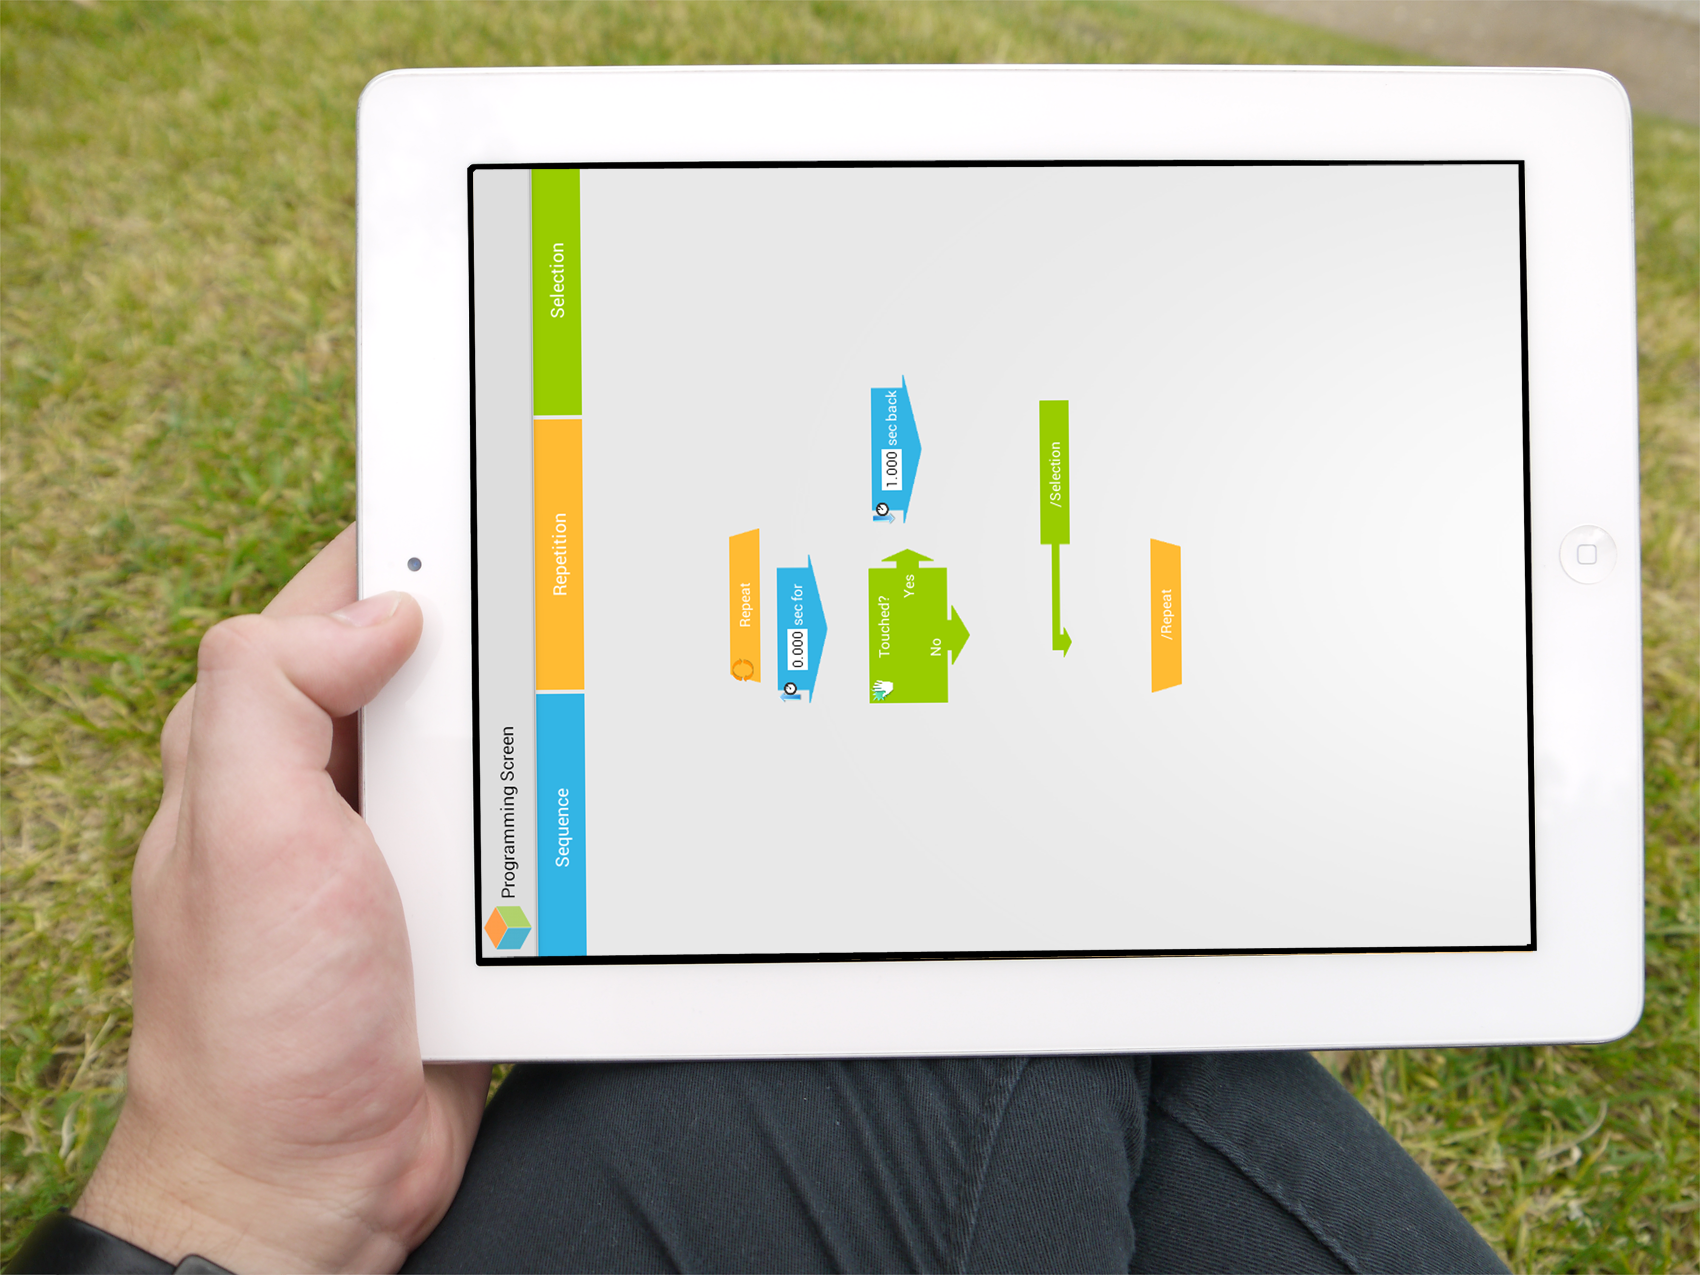 Programming Screen
Sequence
Repetition
Selection
Repeat
0.000 sec for
Touched?
Yes
No
1.000 sec back
/Selection
/Repeat